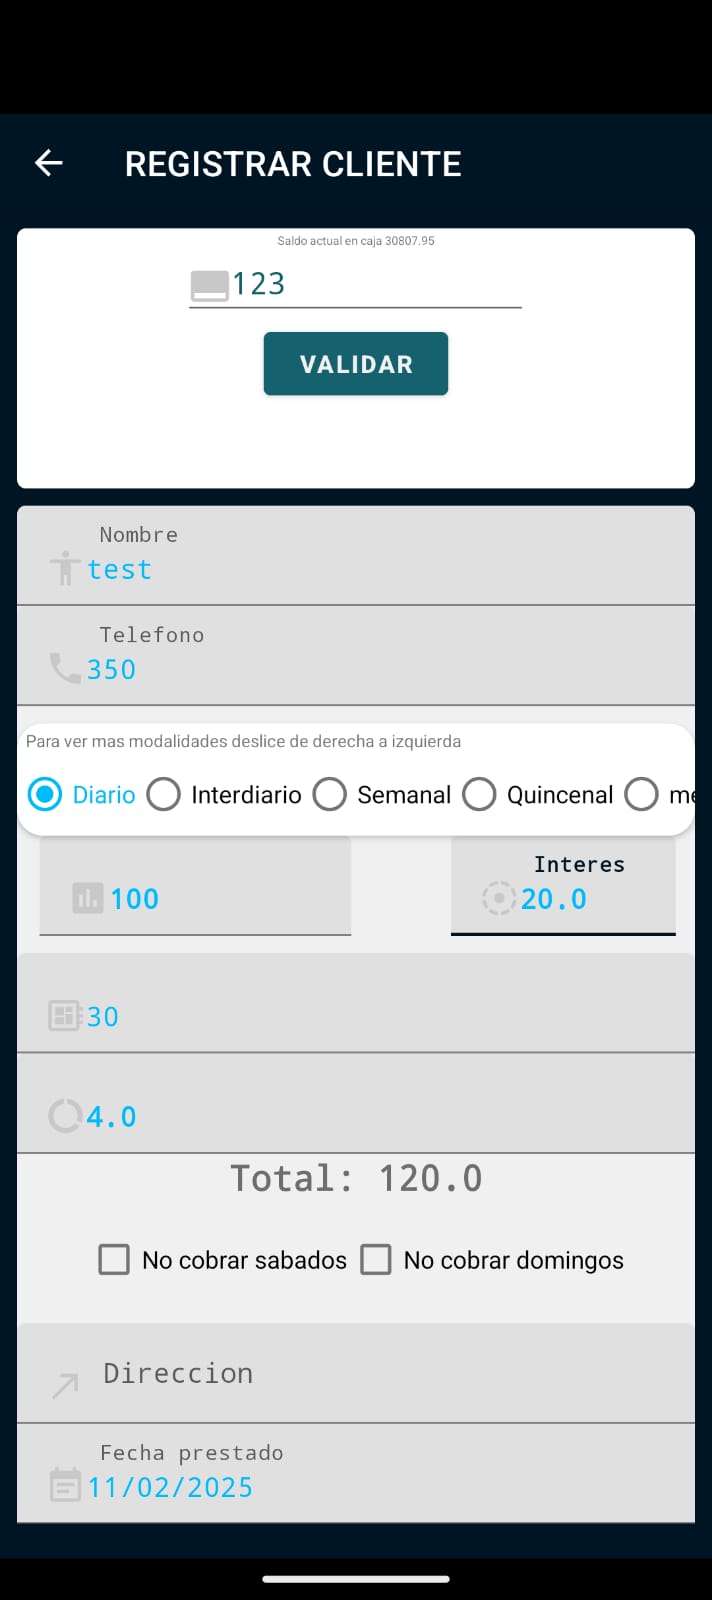 REGISTRAR CLIENTE
Saldo actual en caja 30807.95
123
VALIDAR
Nombre
test
Telefono
350
Para ver mas modalidades deslice de derecha a izquierda
Diario Interdiario Semanal Quincenal me
Interes
100 20.0
30
4.0
Total: 120.0
No cobrar sabados No cobrar domingos
Direccion
Fecha prestado
11/02/2025